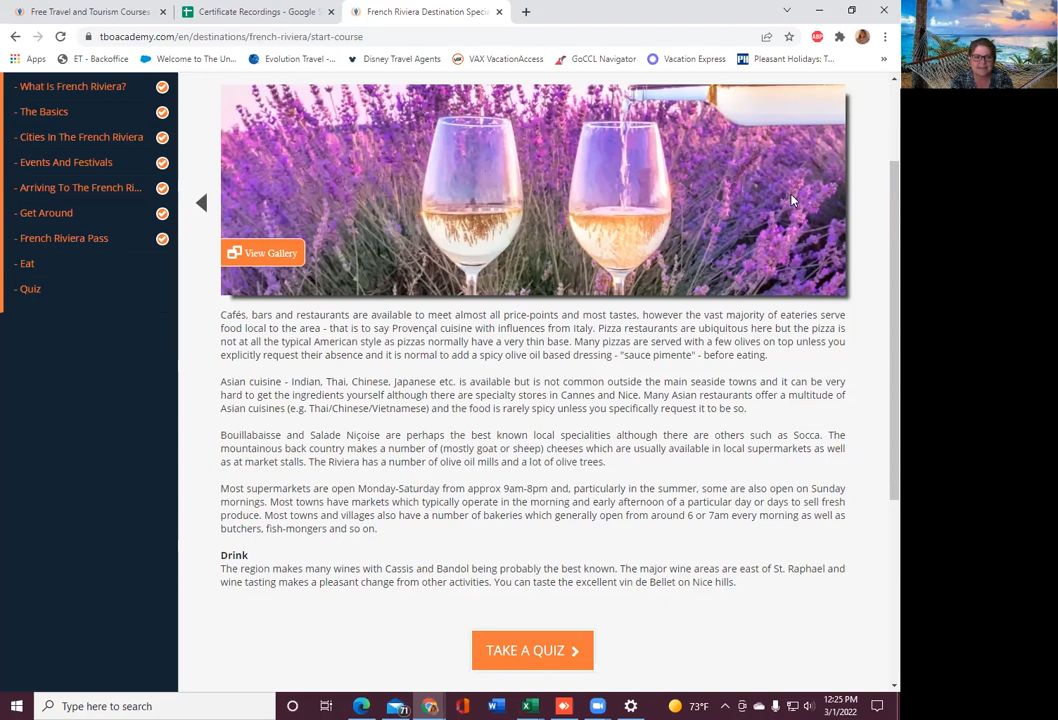 Free Travel and Tourism Courses
Certificate Recordings - Google S
French Riviera Destination Speci
tboacademy.com/en/destinations/french-riviera/start-course
ABP
Apps
ET - Backoffice
Welcome to The Un...
Evolution Travel -...
Disney Travel Agents
VAX VacationAccess
GoCCL Navigator
Vacation Express
Pleasant Holidays: T...
- What Is French Riviera?
- The Basics
- Cities In The French Riviera
- Events And Festivals
- Arriving To The French Ri...
- Get Around
- French Riviera Pass
- Eat
- Quiz
View Gallery
Cafés, bars and restaurants are available to meet almost all price-points and most tastes, however the vast majority of eateries serve
food local to the area - that is to say Provençal cuisine with influences from Italy. Pizza restaurants are ubiquitous here but the pizza is
not at all the typical American style as pizzas normally have a very thin base. Many pizzas are served with a few olives on top unless you
explicitly request their absence and it is normal to add a spicy olive oil based dressing - "sauce pimente" - before eating.
Asian cuisine - Indian, Thai, Chinese, Japanese etc. is available but is not common outside the main seaside towns and it can be very
hard to get the ingredients yourself although there are specialty stores in Cannes and Nice. Many Asian restaurants offer a multitude of
Asian cuisines (e.g. Thai/Chinese/Vietnamese) and the food is rarely spicy unless you specifically request it to be so.
Bouillabaisse and Salade Niçoise are perhaps the best known local specialities although there are others such as Socca. The
mountainous back country makes a number of (mostly goat or sheep) cheeses which are usually available in local supermarkets as well
as at market stalls. The Riviera has a number of olive oil mills and a lot of olive trees.
Most supermarkets are open Monday-Saturday from approx 9am-8pm and, particularly in the summer, some are also open on Sunday
mornings. Most towns have markets which typically operate in the morning and early afternoon of a particular day or days to sell fresh
produce. Most towns and villages also have a number of bakeries which generally open from around 6 or 7am every morning as well as
butchers, fish-mongers and so on.
Drink
The region makes many wines with Cassis and Bandol being probably the best known. The major wine areas are east of St. Raphael and
wine tasting makes a pleasant change from other activities. You can taste the excellent vin de Bellet on Nice hills.
TAKE A QUIZ
Type here to search
71
73°F
12:25 PM
3/1/2022